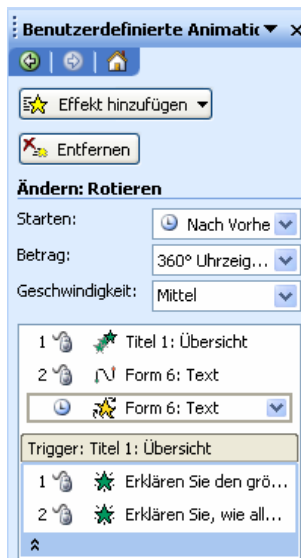 Benutzerdefinierte Animatic
Effekt hinzufügen
Entfernen
Ändern: Rotieren
Starten: Nach Vorhe
Betrag: 360° Uhrzeig...
Geschwindigkeit: Mittel
1 Titel 1: Übersicht
2 Form 6: Text
Form 6: Text
Trigger: Titel 1: Übersicht
1 Erklären Sie den grö...
2 Erklären Sie, wie all...